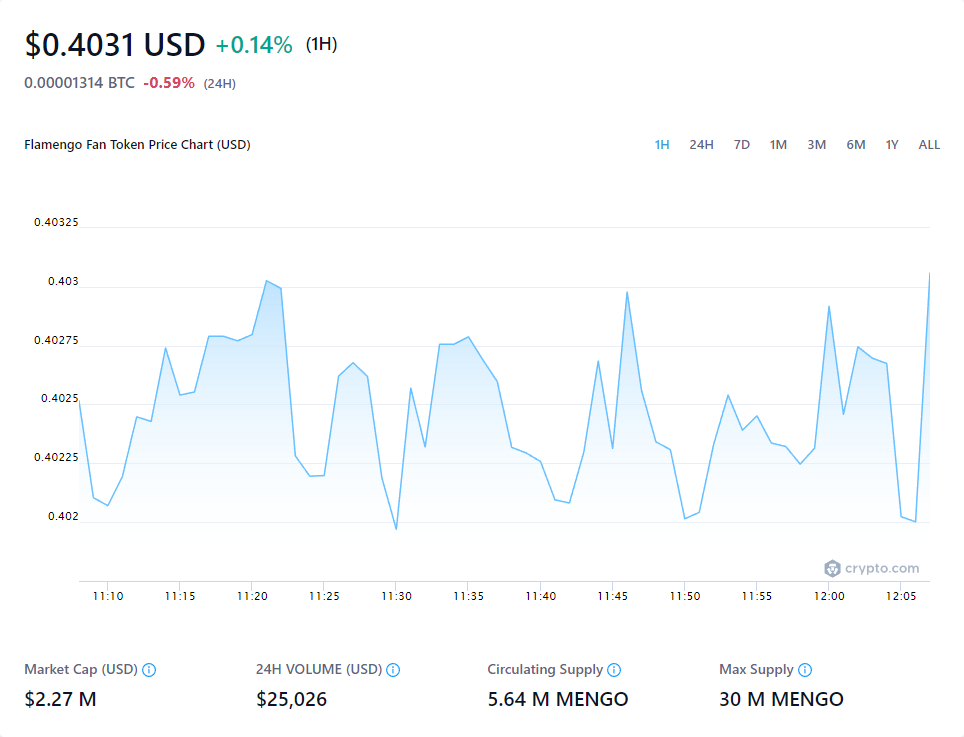 $0.4031 USD +0.14% (1H)
0.00001314 BTC -0.59% (24H)
Flamengo Fan Token Price Chart (USD)
1H 24H 7D 1M 3M 6M 1Y ALL
0.40325
0.403
0.40275
0.4025
0.40225
0.402
crypto.com
11:10 11:15 11:20 11:25 11:30 11:35 11:40 11:45 11:50 11:55 12:00 12:05
Market Cap (USD) 24H VOLUME (USD) Circulating Supply Max Supply
$2.27 M $25,026 5.64 M MENGO 30 M MENGO